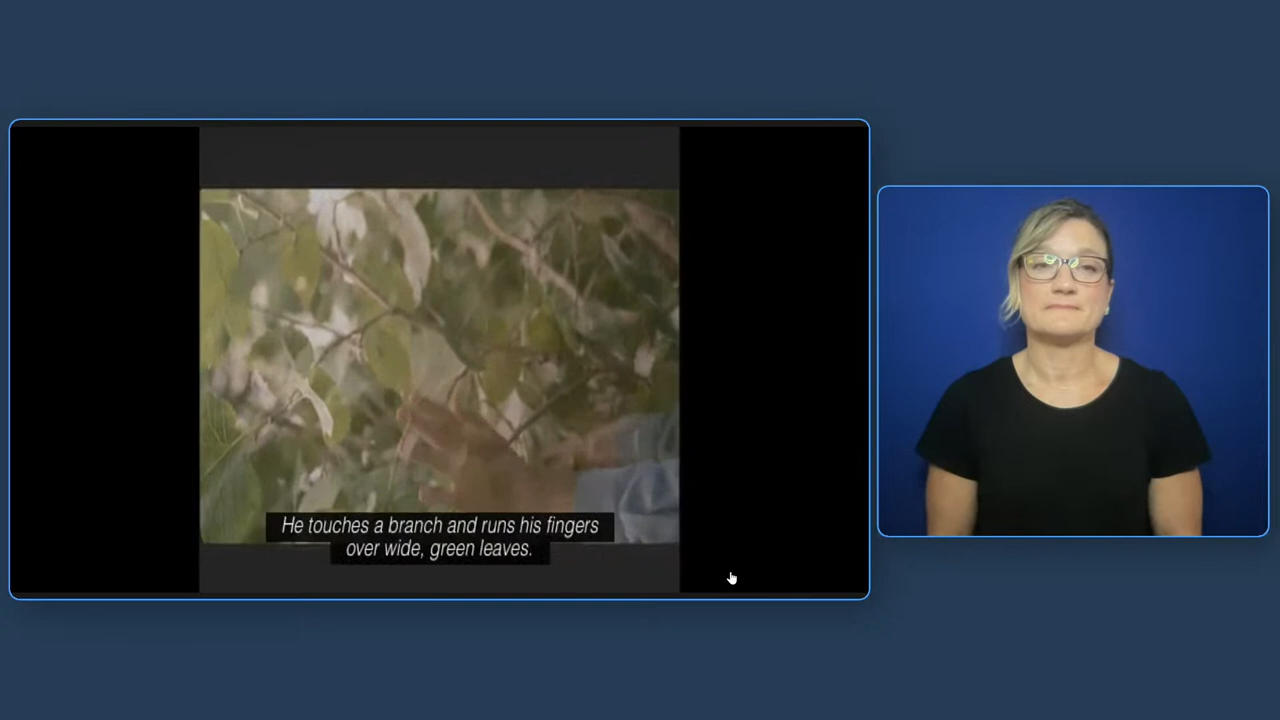 He touches a branch and runs his fingers
over wide, green leaves.